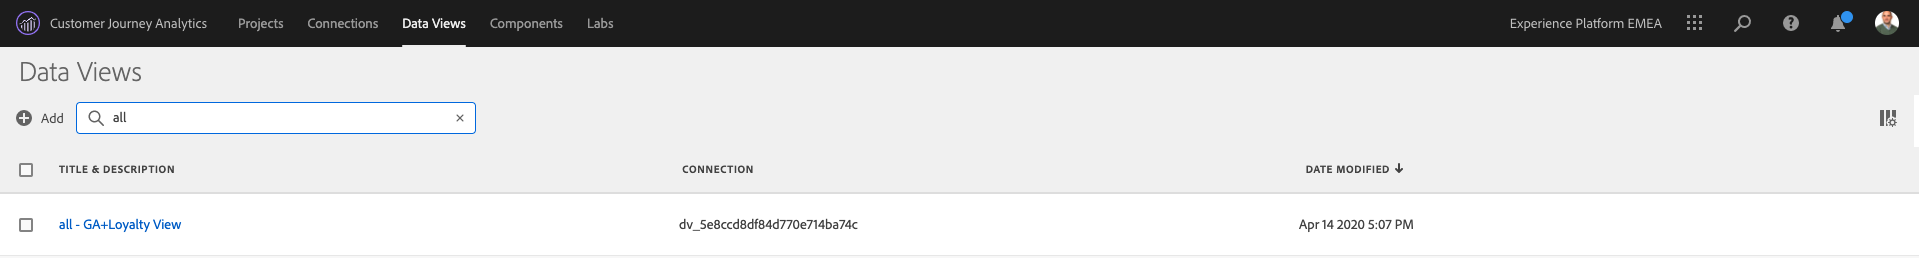 Customer Journey Analytics Projects Connections Data Views Components Labs Experience Platform EMEA
Data Views
Add all
TITLE & DESCRIPTION CONNECTION DATE MODIFIED
all - GA+Loyalty View dv_5e8ccd8df84d770e714ba74c Apr 14 2020 5:07 PM